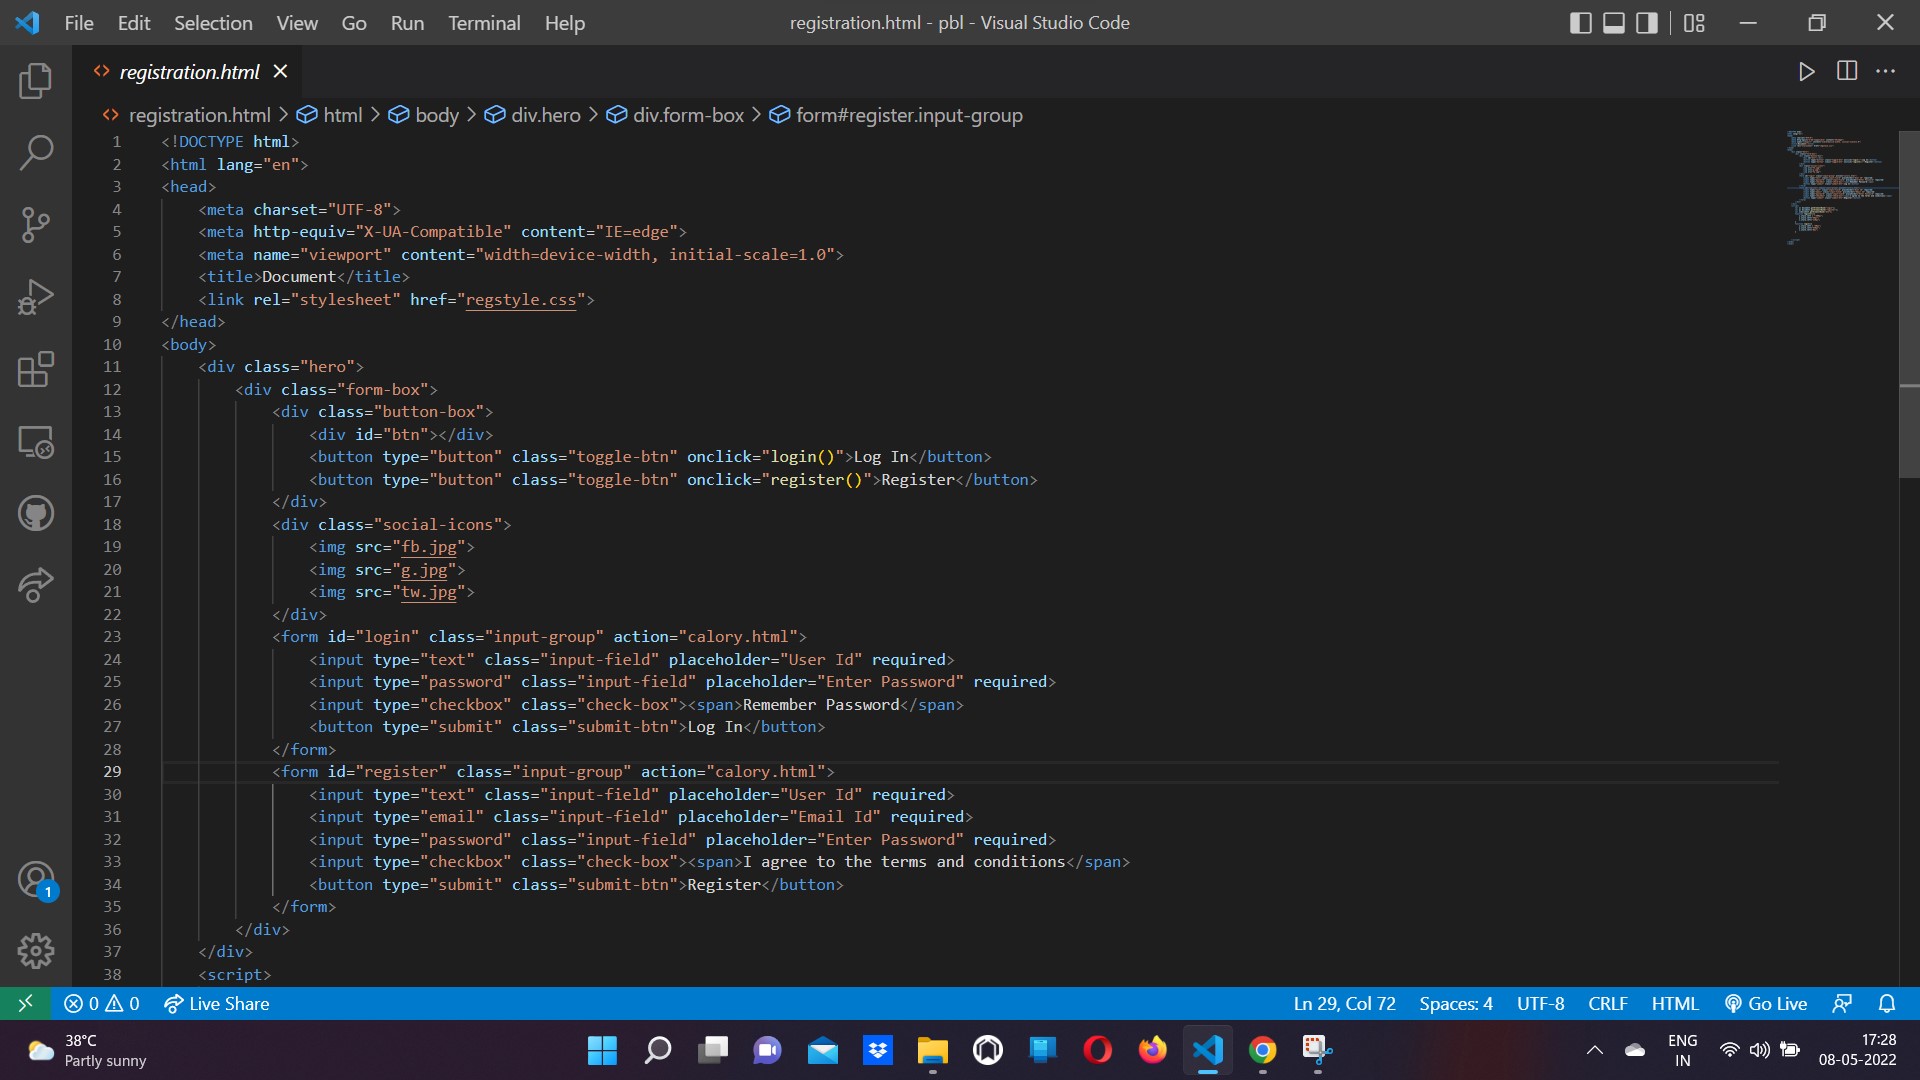 File Edit Selection View Go Run Terminal Help registration.html - pbl - Visual Studio Code
registration.html
registration.html > html > body > div.hero > div.form-box > form#register.input-group
1 <!DOCTYPE html>
2 <html lang="en">
3 <head>
4 <meta charset="UTF-8">
5 <meta http-equiv="X-UA-Compatible" content="IE=edge">
6 <meta name="viewport" content="width=device-width, initial-scale=1.0">
7 <title>Document</title>
8 <link rel="stylesheet" href="regstyle.css">
9 </head>
10 <body>
11 <div class="hero">
12 <div class="form-box">
13 <div class="button-box">
14 <div id="btn"></div>
15 <button type="button" class="toggle-btn" onclick="login()">Log In</button>
16 <button type="button" class="toggle-btn" onclick="register()">Register</button>
17 </div>
18 <div class="social-icons">
19 <img src="fb.jpg">
20 <img src="g.jpg">
21 <img src="tw.jpg">
22 </div>
23 <form id="login" class="input-group" action="calory.html">
24 <input type="text" class="input-field" placeholder="User Id" required>
25 <input type="password" class="input-field" placeholder="Enter Password" required>
26 <input type="checkbox" class="check-box"><span>Remember Password</span>
27 <button type="submit" class="submit-btn">Log In</button>
28 </form>
29 <form id="register" class="input-group" action="calory.html">
30 <input type="text" class="input-field" placeholder="User Id" required>
31 <input type="email" class="input-field" placeholder="Email Id" required>
32 <input type="password" class="input-field" placeholder="Enter Password" required>
33 <input type="checkbox" class="check-box"><span>I agree to the terms and conditions</span>
34 <button type="submit" class="submit-btn">Register</button>
35 </form>
36 </div>
37 </div>
38 <script>
1
0 0 Live Share Ln 29, Col 72 Spaces: 4 UTF-8 CRLF HTML Go Live
38°C
Partly sunny
ENG
IN
17:28
08-05-2022